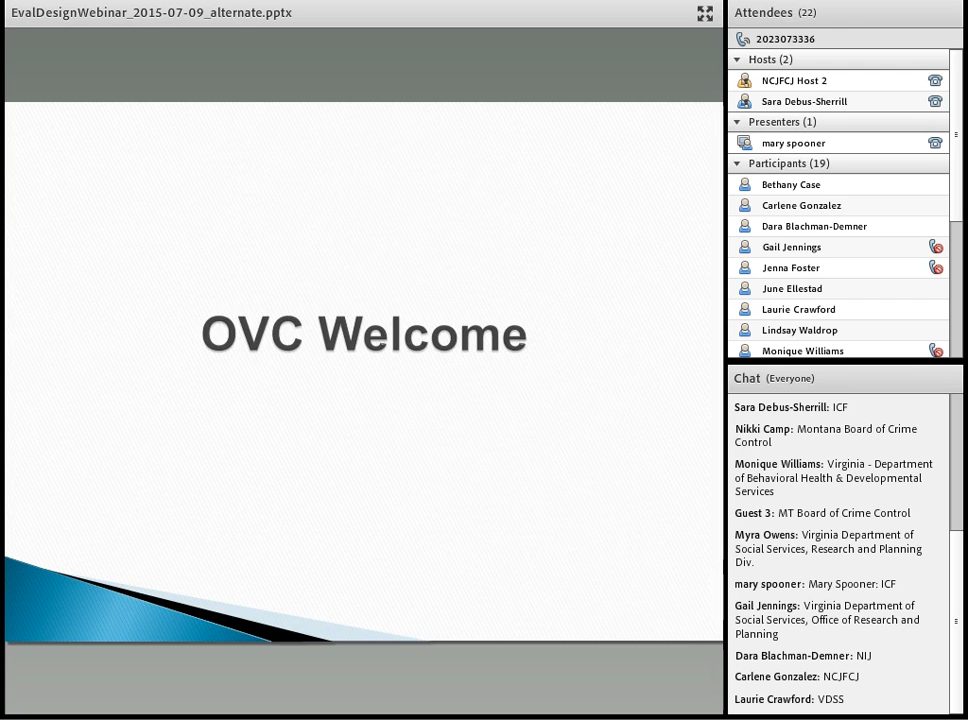 EvalDesignWebinar_2015-07-09_alternate.pptx
OVC Welcome
Attendees (22)
2023073336
Hosts (2)
NCJFCJ Host 2
Sara Debus-Sherrill
Presenters (1)
mary spooner
Participants (19)
Bethany Case
Carlene Gonzalez
Dara Blachman-Demner
Gail Jennings
Jenna Foster
June Ellestad
Laurie Crawford
Lindsay Waldrop
Monique Williams
Chat (Everyone)
Sara Debus-Sherrill: ICF
Nikki Camp: Montana Board of Crime
Control
Monique Williams: Virginia - Department
of Behavioral Health & Developmental
Services
Guest 3: MT Board of Crime Control
Myra Owens: Virginia Department of
Social Services, Research and Planning
Div.
mary spooner: Mary Spooner: ICF
Gail Jennings: Virginia Department of
Social Services, Office of Research and
Planning
Dara Blachman-Demner: NIJ
Carlene Gonzalez: NCJFCJ
Laurie Crawford: VDSS